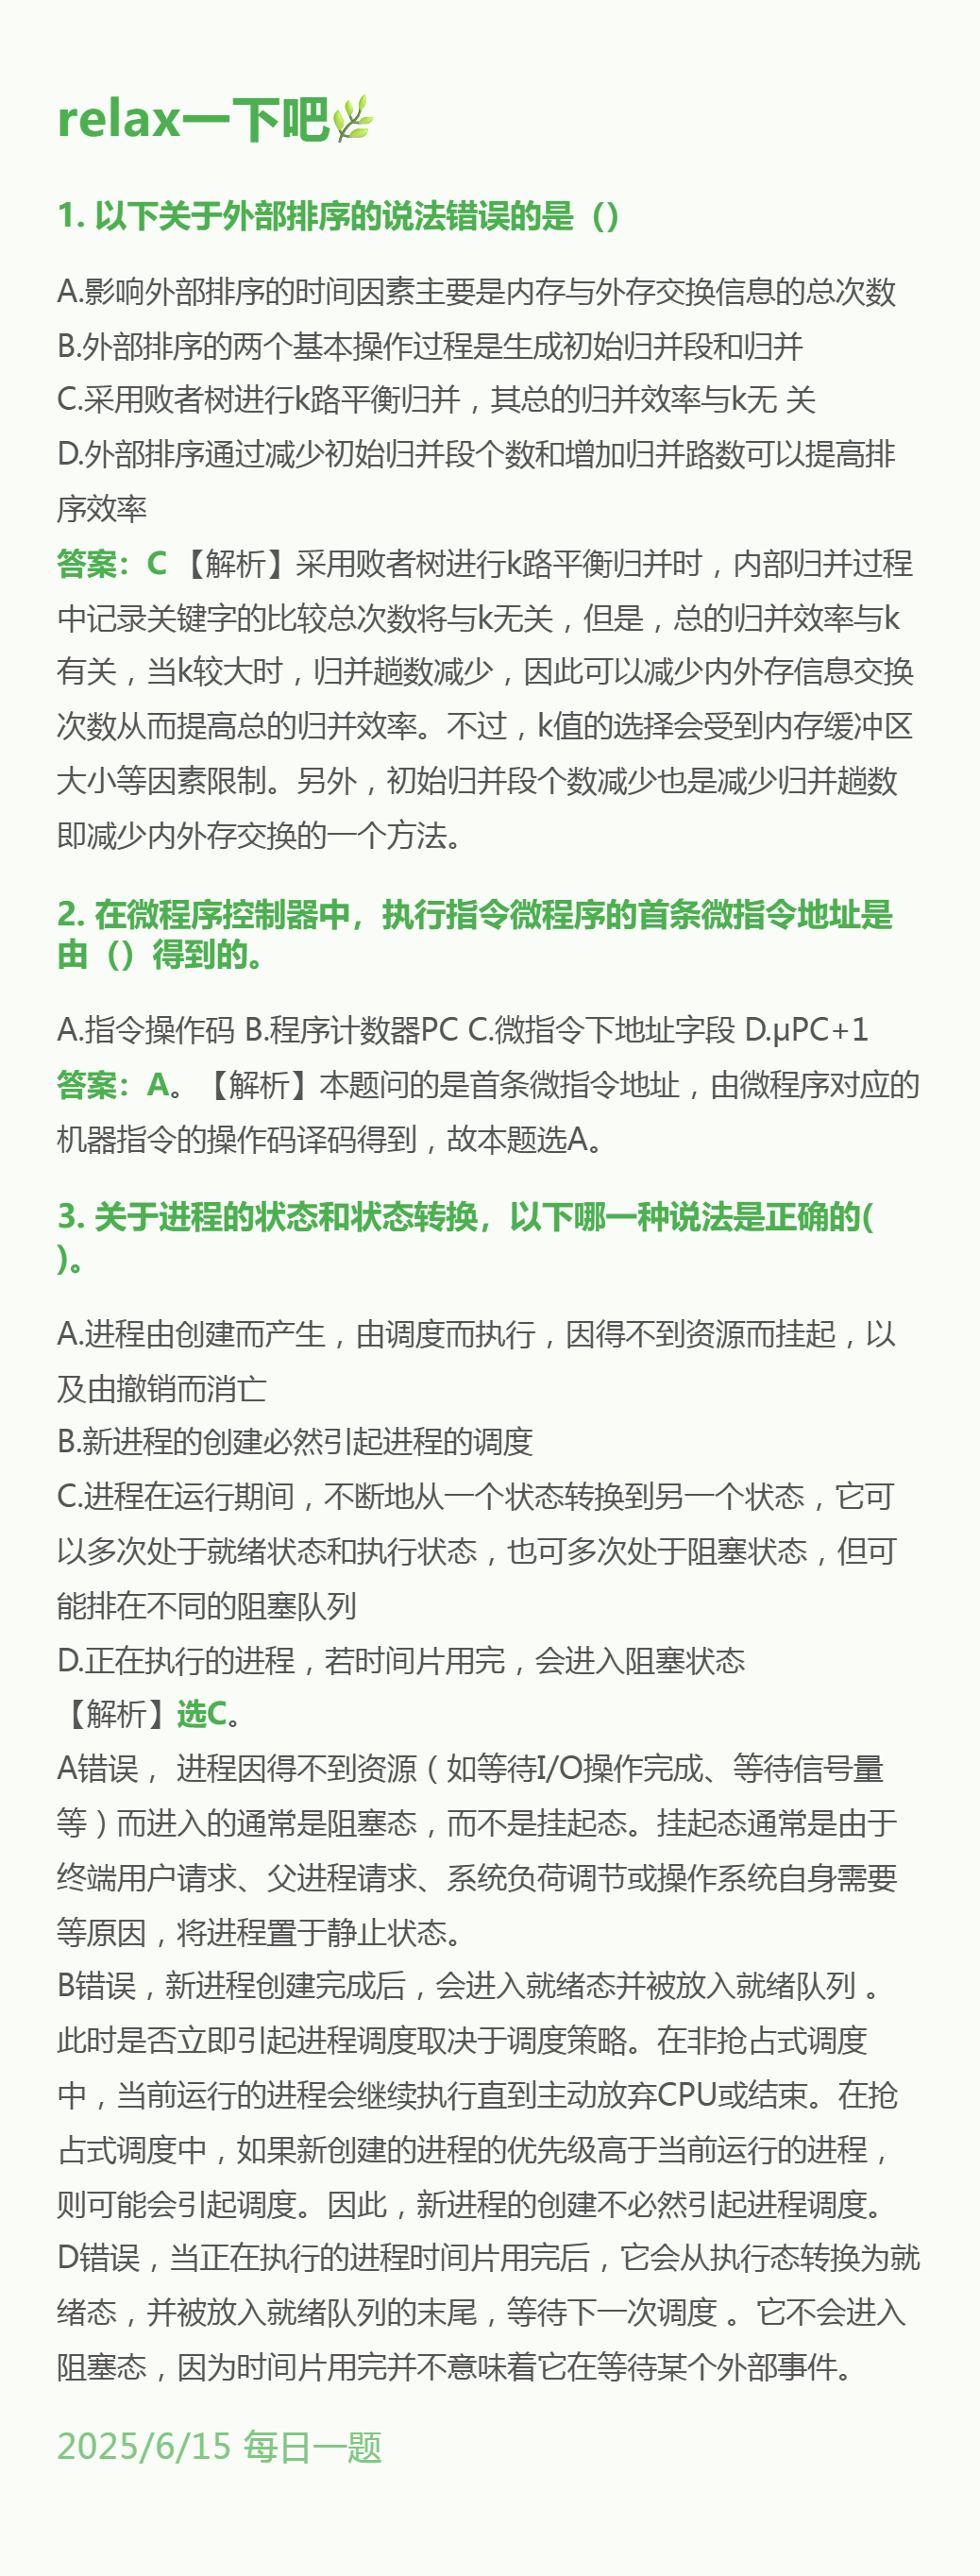 relax一下吧🌿
1. 以下关于外部排序的说法错误的是（）
A.影响外部排序的时间因素主要是内存与外存交换信息的总次数
B.外部排序的两个基本操作过程是生成初始归并段和归并
C.采用败者树进行k路平衡归并，其总的归并效率与k无 关
D.外部排序通过减少初始归并段个数和增加归并路数可以提高排
序效率
答案：C 【解析】采用败者树进行k路平衡归并时，内部归并过程
中记录关键字的比较总次数将与k无关，但是，总的归并效率与k
有关，当k较大时，归并趟数减少，因此可以减少内外存信息交换
次数从而提高总的归并效率。不过，k值的选择会受到内存缓冲区
大小等因素限制。另外，初始归并段个数减少也是减少归并趟数
即减少内外存交换的一个方法。
2. 在微程序控制器中，执行指令微程序的首条微指令地址是
由（）得到的。
A.指令操作码 B.程序计数器PC C.微指令下地址字段 D.μPC+1
答案：A。【解析】本题问的是首条微指令地址，由微程序对应的
机器指令的操作码译码得到，故本题选A。
3. 关于进程的状态和状态转换，以下哪一种说法是正确的(
)。
A.进程由创建而产生，由调度而执行，因得不到资源而挂起，以
及由撤销而消亡
B.新进程的创建必然引起进程的调度
C.进程在运行期间，不断地从一个状态转换到另一个状态，它可
以多次处于就绪状态和执行状态，也可多次处于阻塞状态，但可
能排在不同的阻塞队列
D.正在执行的进程，若时间片用完，会进入阻塞状态
【解析】选C。
A错误， 进程因得不到资源（如等待I/O操作完成、等待信号量
等）而进入的通常是阻塞态，而不是挂起态。挂起态通常是由于
终端用户请求、父进程请求、系统负荷调节或操作系统自身需要
等原因，将进程置于静止状态。
B错误，新进程创建完成后，会进入就绪态并被放入就绪队列 。
此时是否立即引起进程调度取决于调度策略。在非抢占式调度
中，当前运行的进程会继续执行直到主动放弃CPU或结束。在抢
占式调度中，如果新创建的进程的优先级高于当前运行的进程，
则可能会引起调度。因此，新进程的创建不必然引起进程调度。
D错误，当正在执行的进程时间片用完后，它会从执行态转换为就
绪态，并被放入就绪队列的末尾，等待下一次调度 。它不会进入
阻塞态，因为时间片用完并不意味着它在等待某个外部事件。
2025/6/15 每日一题